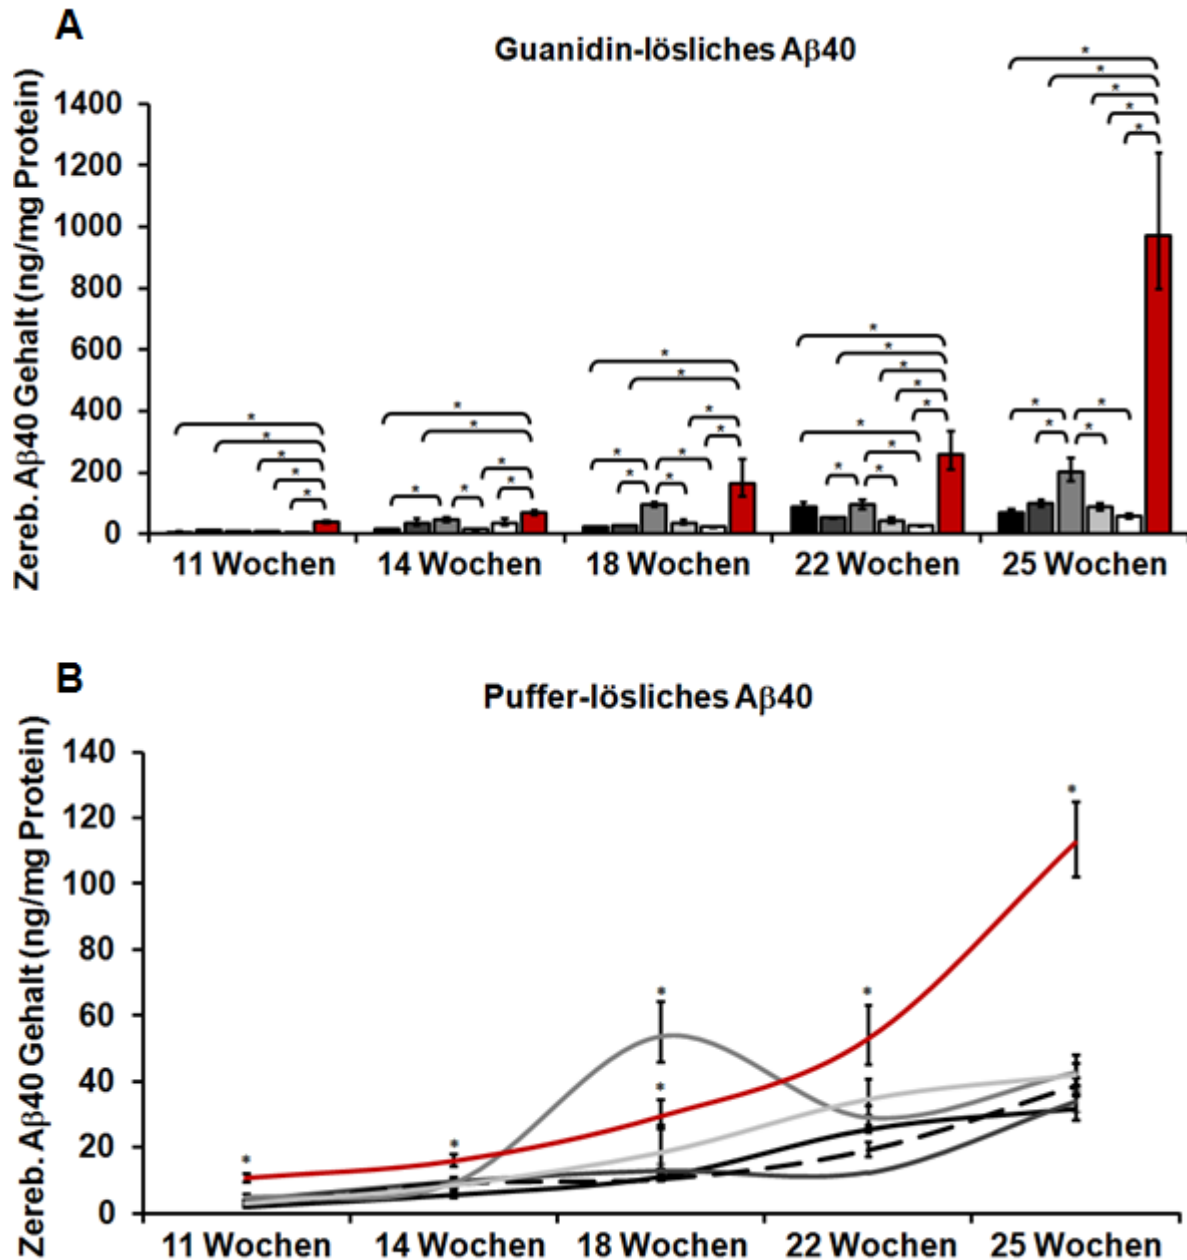 A
Guanidin-lösliches Aβ40
Zereb. Aβ40 Gehalt (ng/mg Protein)
1400
1200
1000
800
600
400
200
0
11 Wochen 14 Wochen 18 Wochen 22 Wochen 25 Wochen
B
Puffer-lösliches Aβ40
Zereb. Aβ40 Gehalt (ng/mg Protein)
140
120
100
80
60
40
20
0
11 Wochen 14 Wochen 18 Wochen 22 Wochen 25 Wochen